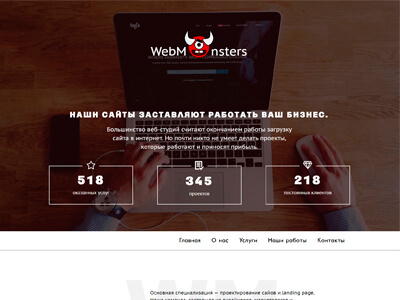 WebMonsters
НАШИ САЙТЫ ЗАСТАВЛЯЮТ РАБОТАТЬ ВАШ БИЗНЕС.
Большинство веб-студий считают окончанием работы загрузку
сайта в интернет. Но почти никто не умеет делать проекты,
которые работают и приносят прибыль.
518
оказанных услуг
345
проектов
218
постоянных клиентов
Главная О нас Услуги Наши работы Контакты
Основная специализация — проектирование сайов и landing page,